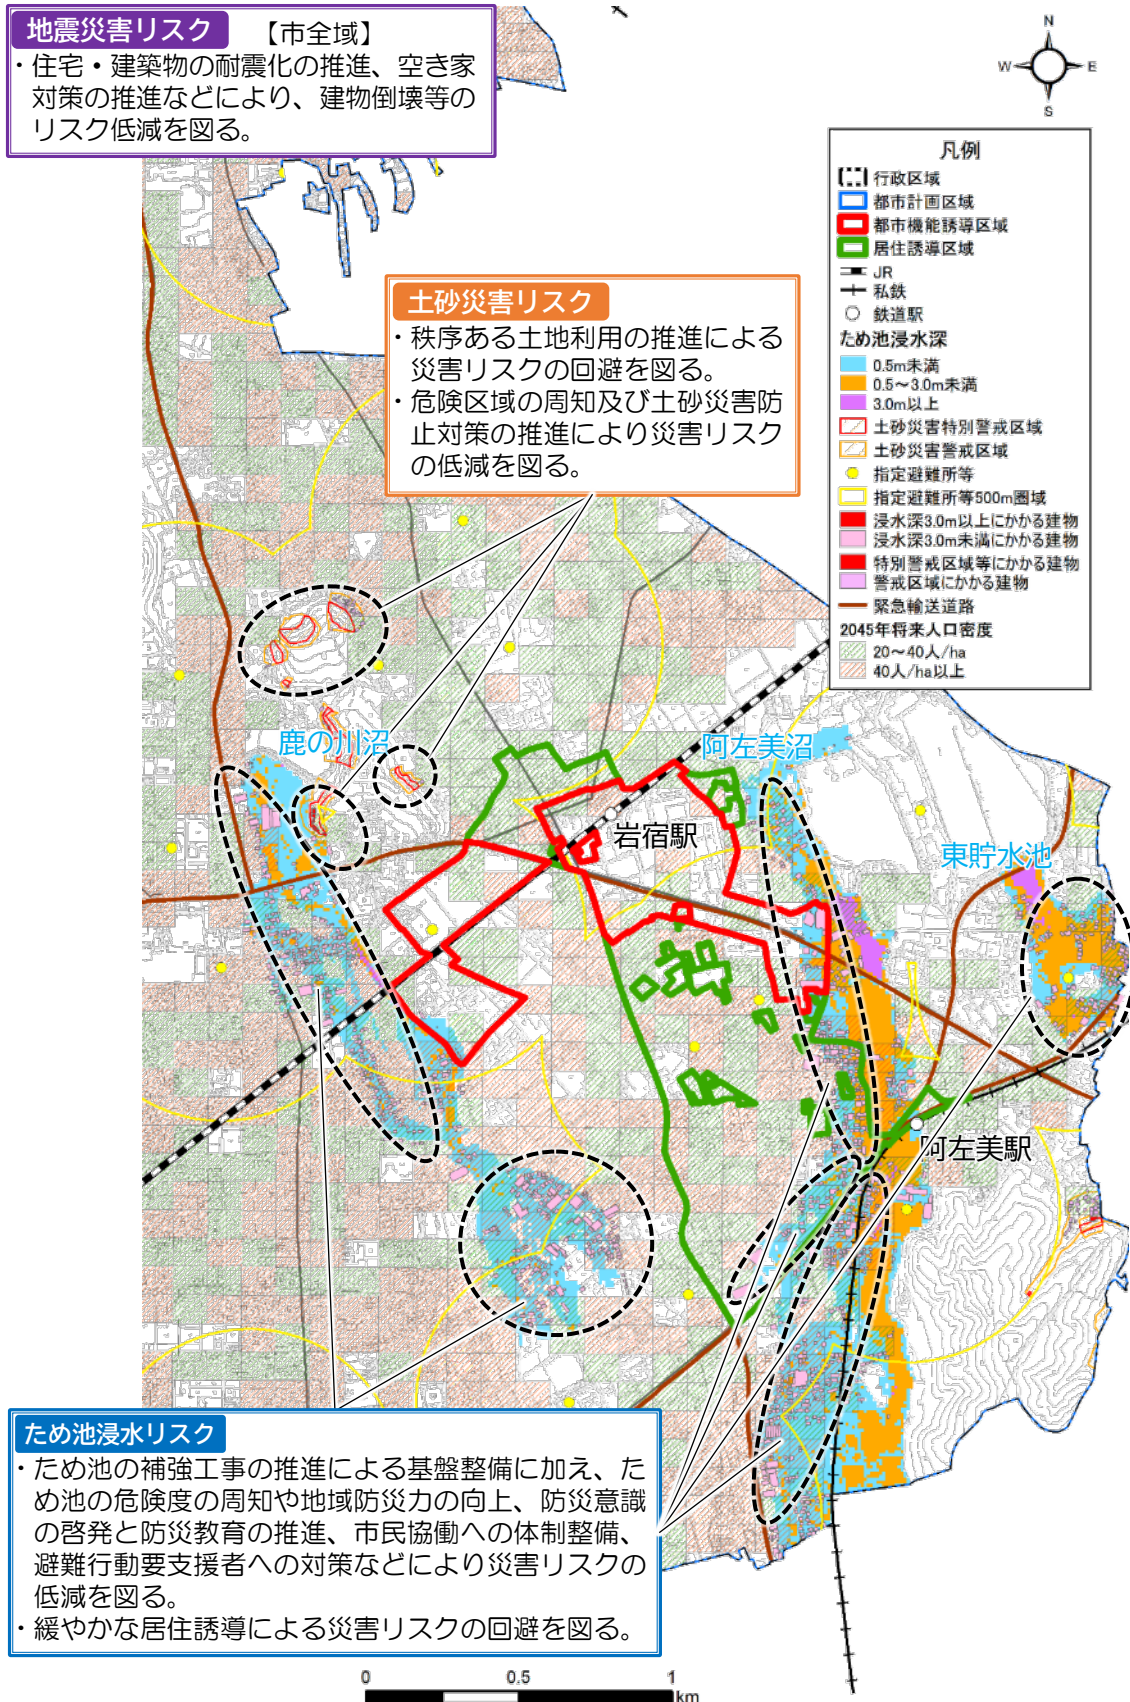 地震災害リスク 【市全域】
・住宅・建築物の耐震化の推進、空き家
対策の推進などにより、建物倒壊等の
リスク低減を図る。
N
W E
S
凡例
行政区域
都市計画区域
都市機能誘導区域
居住誘導区域
JR
私鉄
鉄道駅
ため池浸水深
0.5m未満
0.5～3.0m未満
3.0m以上
土砂災害特別警戒区域
土砂災害警戒区域
指定避難所等
指定避難所等500m圏域
浸水深3.0m以上にかかる建物
浸水深3.0m未満にかかる建物
特別警戒区域等にかかる建物
警戒区域にかかる建物
緊急輸送道路
2045年将来人口密度
20～40人/ha
40人/ha以上
土砂災害リスク
・秩序ある土地利用の推進による
災害リスクの回避を図る。
・危険区域の周知及び土砂災害防
止対策の推進により災害リスク
の低減を図る。
鹿の川沼
阿左美沼
岩宿駅
東貯水池
阿左美駅
ため池浸水リスク
・ため池の補強工事の推進による基盤整備に加え、た
め池の危険度の周知や地域防災力の向上、防災意識
の啓発と防災教育の推進、市民協働への体制整備、
避難行動要支援者への対策などにより災害リスクの
低減を図る。
・緩やかな居住誘導による災害リスクの回避を図る。
0 0.5 1
km